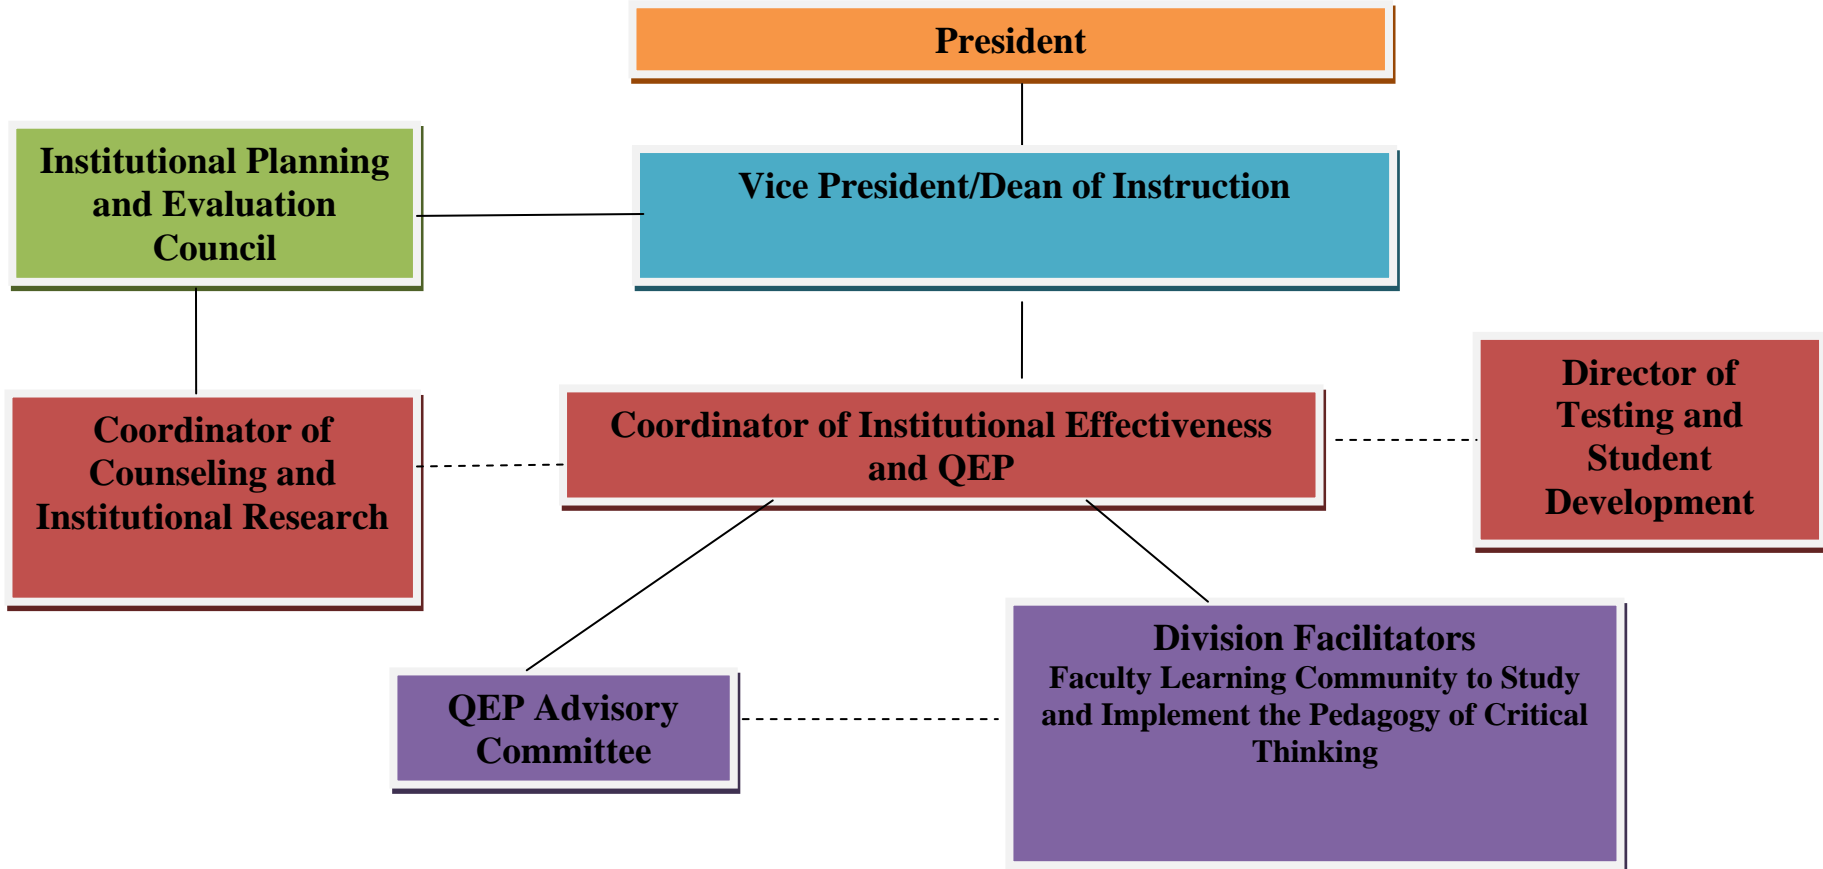 President
Institutional Planning
and Evaluation
Council
Vice President/Dean of Instruction
Coordinator of
Counseling and
Institutional Research
Coordinator of Institutional Effectiveness
and QEP
Director of
Testing and
Student
Development
QEP Advisory
Committee
Division Facilitators
Faculty Learning Community to Study
and Implement the Pedagogy of Critical
Thinking